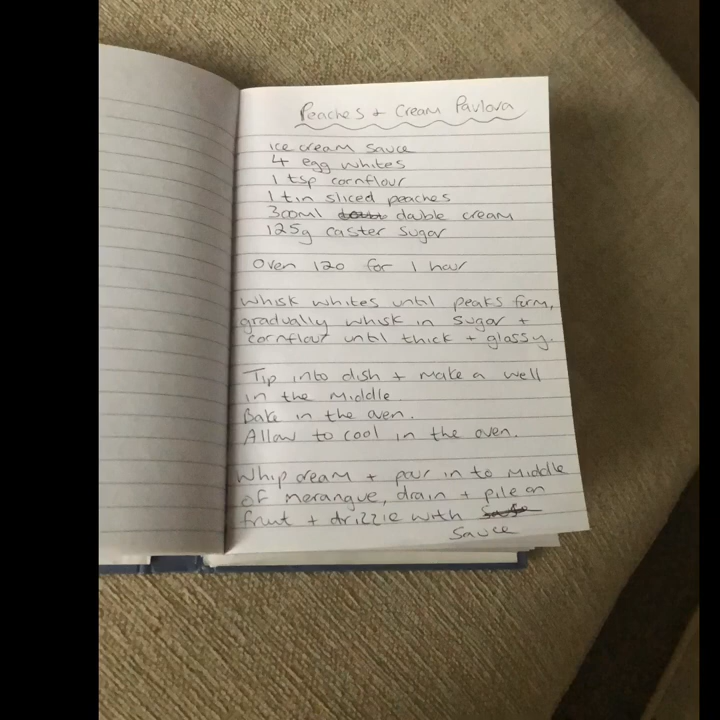 Peaches + Cream Pavlova
ice cream sauce
4 egg whites
1 tsp cornflour
1 tin sliced peaches
300ml double cream
125g caster sugar
Oven 120 for 1 hour
Whisk whites until peaks form,
gradually whisk in sugar +
cornflour until thick + glossy.
Tip into dish + make a well
in the middle.
Bake in the oven.
Allow to cool in the oven.
Whip cream + pour in to middle
of merangue, drain + pile on
fruit + drizzle with
sauce